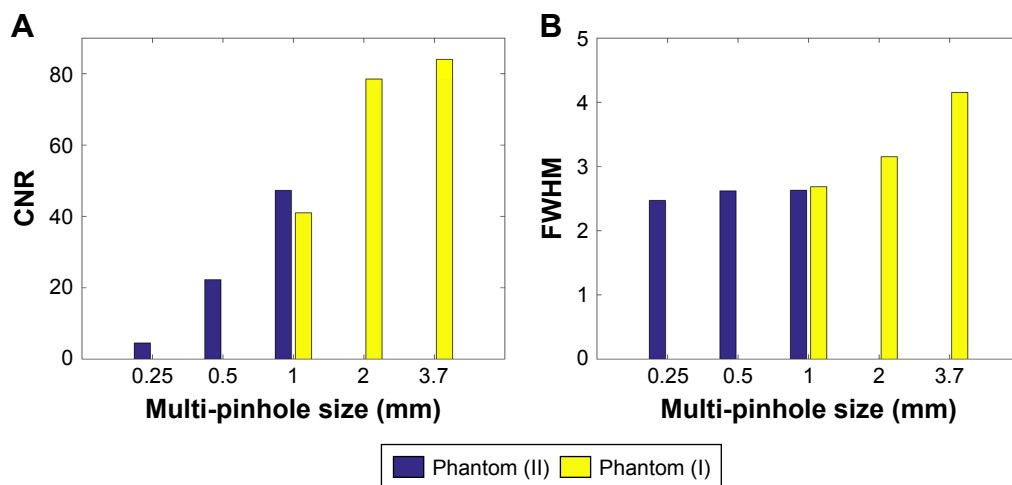 A
CNR
80
60
40
20
0
0.25 0.5 1 2 3.7
Multi-pinhole size (mm)
B
FWHM
5
4
3
2
1
0
0.25 0.5 1 2 3.7
Multi-pinhole size (mm)
Phantom (II) Phantom (I)